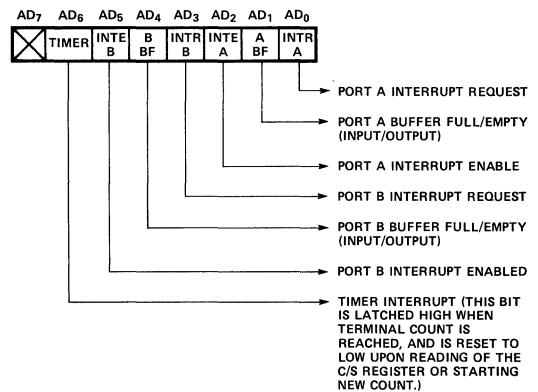 AD7 AD6 AD5 AD4 AD3 AD2 AD1 AD0
TIMER INTE B B BF INTR B INTE A A BF INTR A
PORT A INTERRUPT REQUEST
PORT A BUFFER FULL/EMPTY
(INPUT/OUTPUT)
PORT A INTERRUPT ENABLE
PORT B INTERRUPT REQUEST
PORT B BUFFER FULL/EMPTY
(INPUT/OUTPUT)
PORT B INTERRUPT ENABLED
TIMER INTERRUPT (THIS BIT
IS LATCHED HIGH WHEN
TERMINAL COUNT IS
REACHED, AND IS RESET TO
LOW UPON READING OF THE
C/S REGISTER OR STARTING
NEW COUNT.)